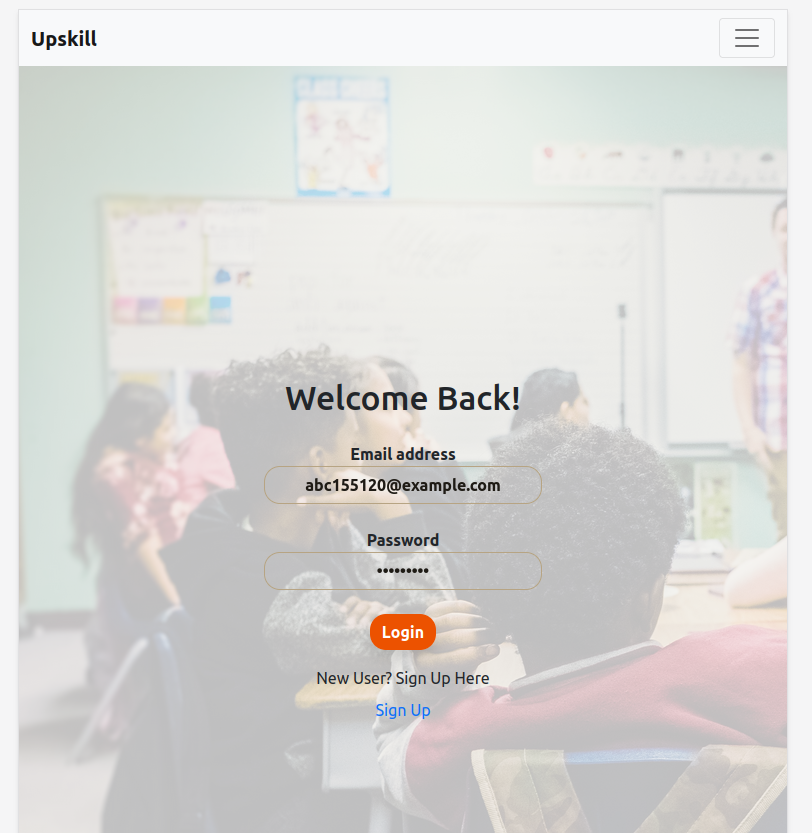 Upskill
Welcome Back!
Email address
abc155120@example.com
Password
•••••••••
Login
New User? Sign Up Here
Sign Up